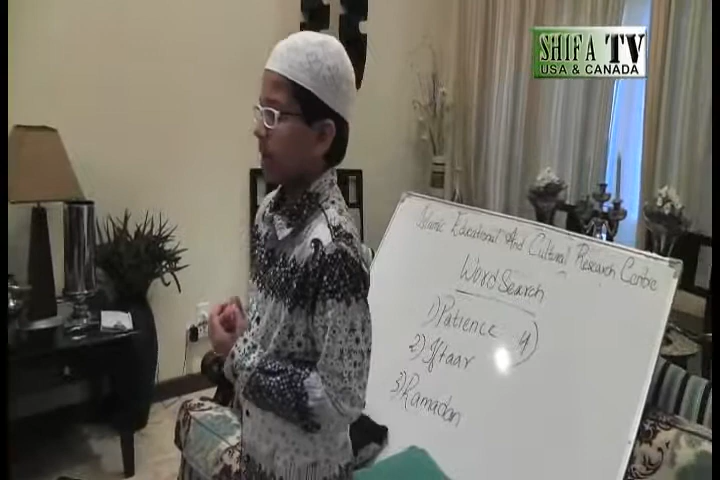 SHIFA TV
USA & CANADA
Islamic Educational And Cultural Research Centre
Word Search
1) Patience 4)
2) Iftaar
3) Ramadan